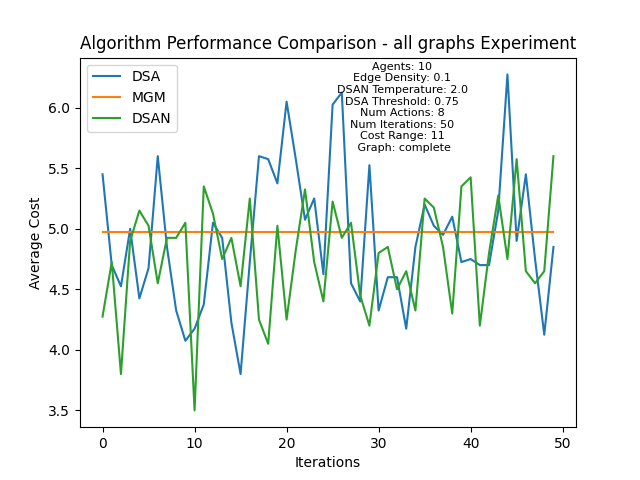 Algorithm Performance Comparison - all graphs Experiment
DSA
MGM
DSAN
Agents: 10
Edge Density: 0.1
DSAN Temperature: 2.0
DSA Threshold: 0.75
Num Actions: 8
Num Iterations: 50
Cost Range: 11
Graph: complete
Average Cost
6.0
5.5
5.0
4.5
4.0
3.5
0 10 20 30 40 50
Iterations